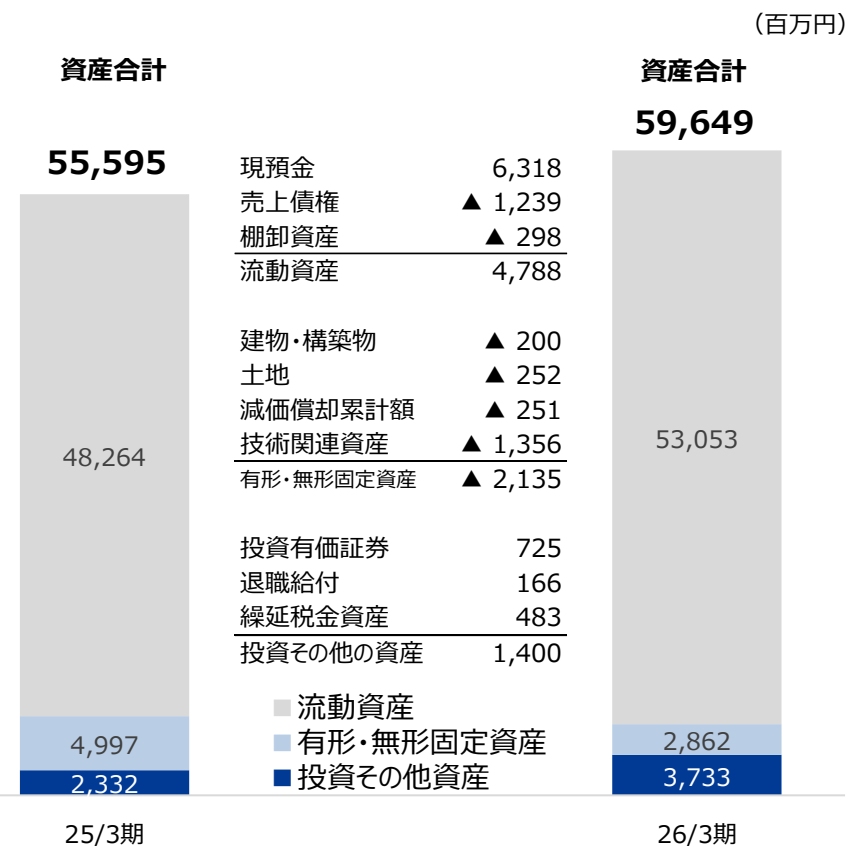 （百万円）
資産合計
55,595
48,264
4,997
2,332
25/3期
現預金 6,318
売上債権 ▲ 1,239
棚卸資産 ▲ 298
流動資産 4,788
建物・構築物 ▲ 200
土地 ▲ 252
減価償却累計額 ▲ 251
技術関連資産 ▲ 1,356
有形・無形固定資産 ▲ 2,135
投資有価証券 725
退職給付 166
繰延税金資産 483
投資その他の資産 1,400
流動資産
有形・無形固定資産
投資その他資産
資産合計
59,649
53,053
2,862
3,733
26/3期